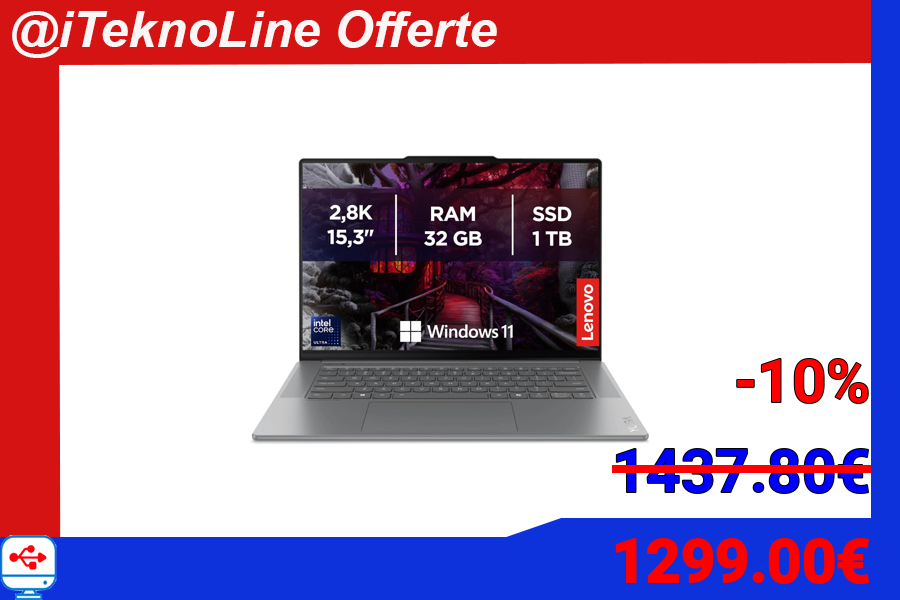 @iTeknoLine Offerte
2,8K
15,3"
RAM
32 GB
SSD
1 TB
Lenovo
intel
CORE
ULTRA
Windows 11
-10%
1437.80€
1299.00€